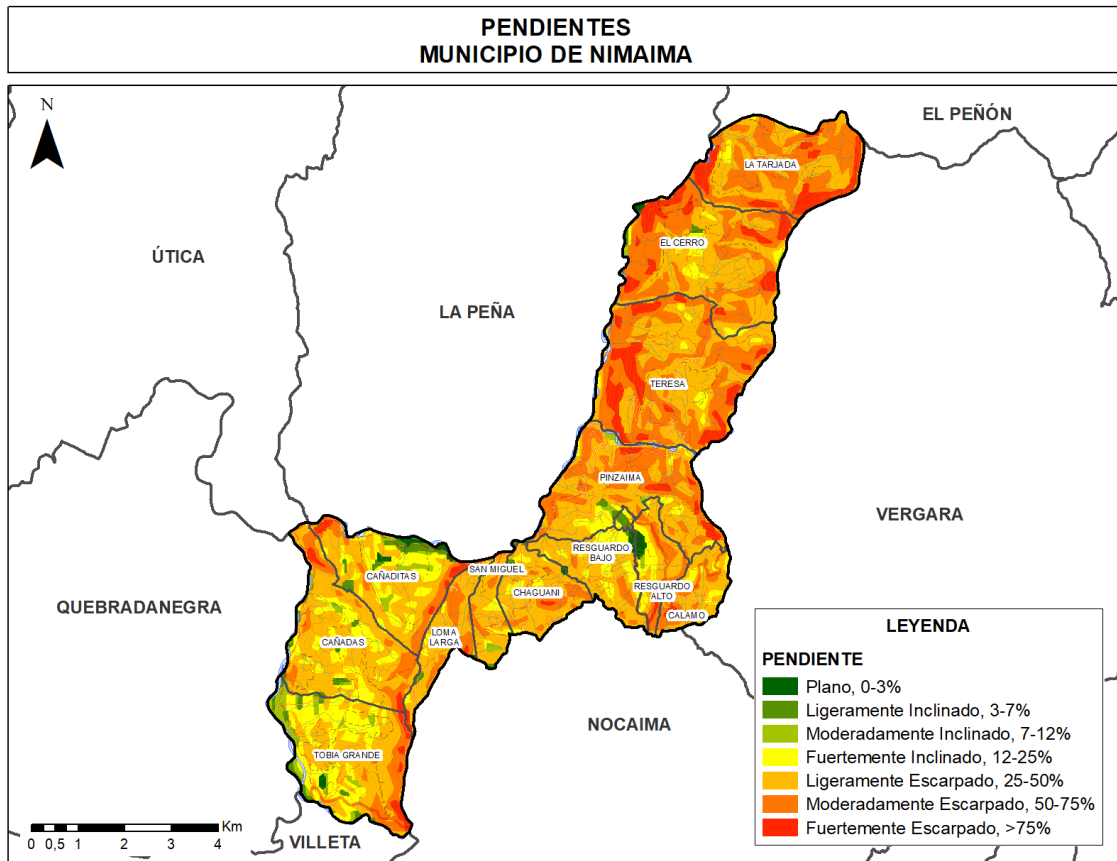 PENDIENTES
MUNICIPIO DE NIMAIMA
N
EL PEÑÓN
LA TARJADA
EL CERRO
ÚTICA
LA PEÑA
TERESA
PINZAIMA
VERGARA
RESGUARDO
BAJO
SAN MIGUEL
CAÑADITAS
CHAGUANI
RESGUARDO
ALTO
QUEBRADANEGRA
CALAMO
LOMA
LARGA
CAÑADAS
NOCAIMA
TOBIA GRANDE
VILLETA
LEYENDA
PENDIENTE
Plano, 0-3%
Ligeramente Inclinado, 3-7%
Moderadamente Inclinado, 7-12%
Fuertemente Inclinado, 12-25%
Ligeramente Escarpado, 25-50%
Moderadamente Escarpado, 50-75%
Fuertemente Escarpado, >75%
Km
0 0,5 1 2 3 4